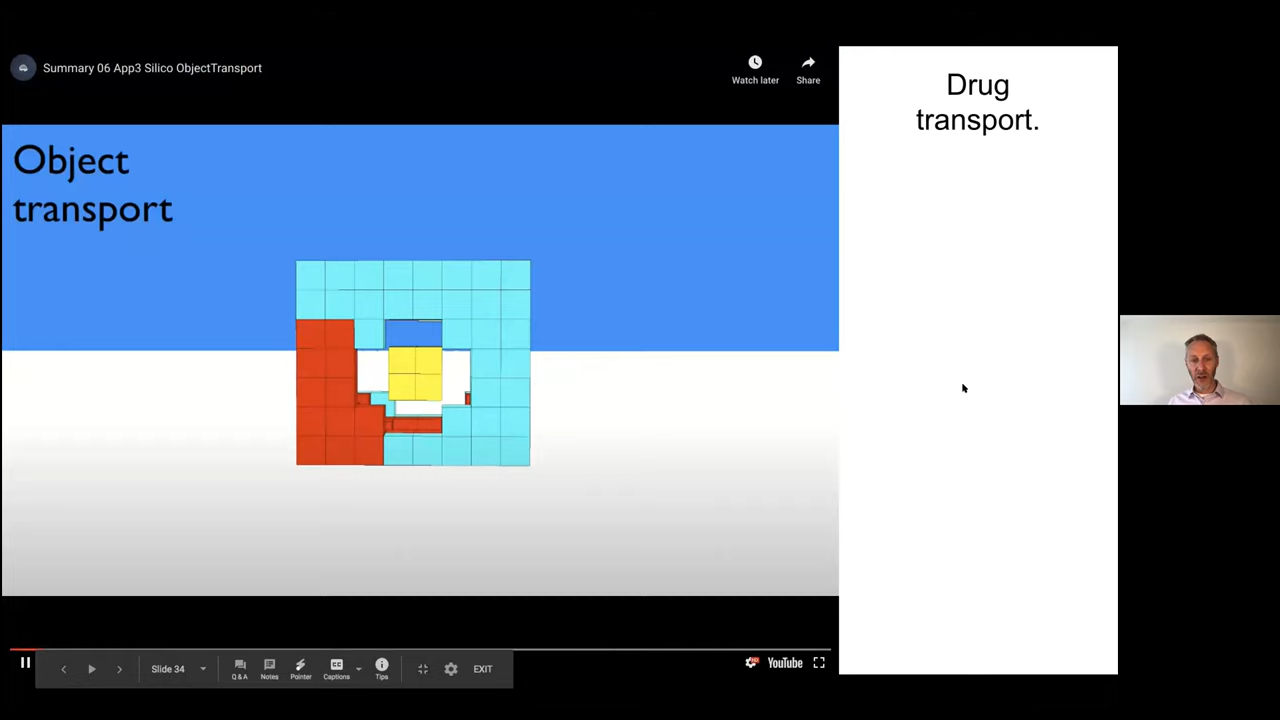 Summary 06 App3 Silico ObjectTransport
Watch later
Share
Object
transport
Drug
transport.
Slide 34
Q & A
Notes
Pointer
CC
Captions
Tips
EXIT
YouTube